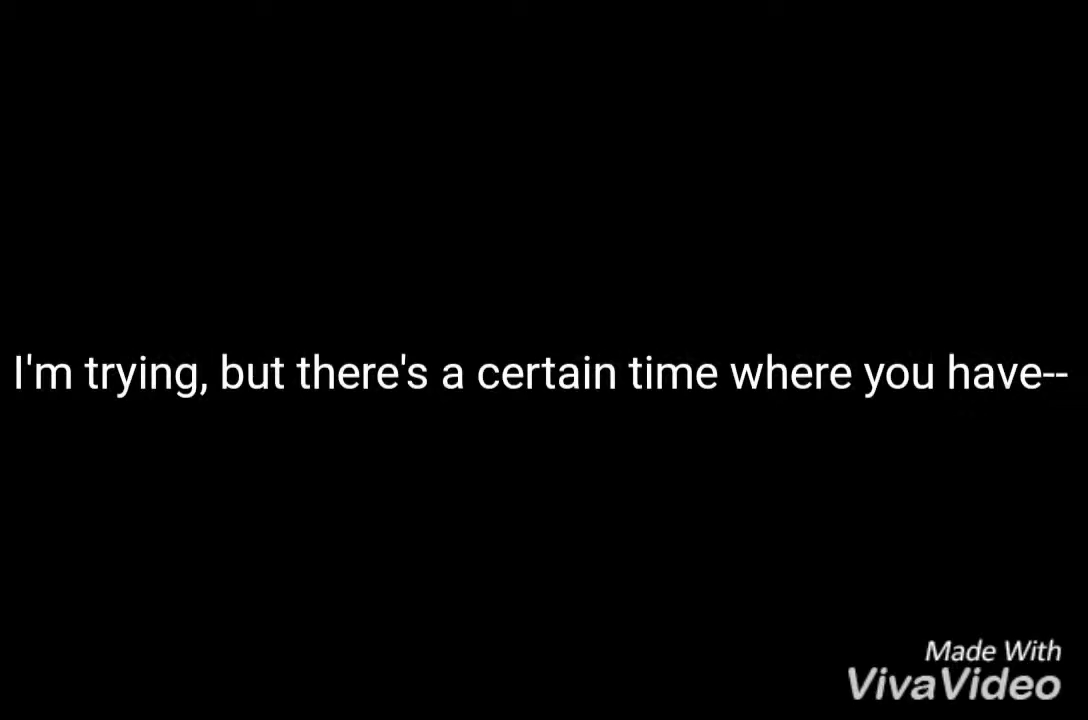 I'm trying, but there's a certain time where you have--
Made With
VivaVideo